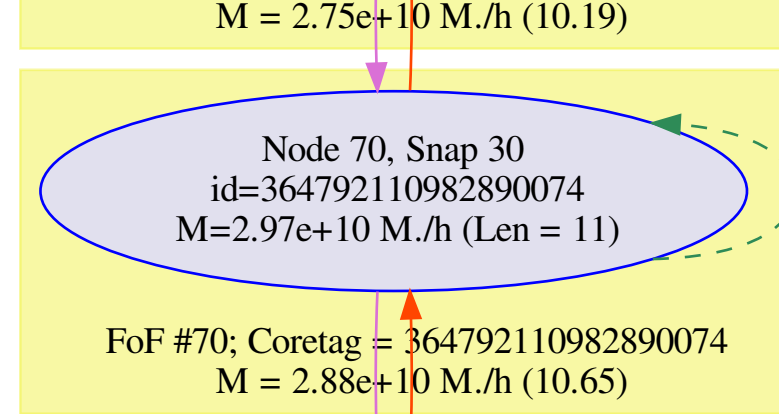 M = 2.75e+10 M./h (10.19)
Node 70, Snap 30
id=364792110982890074
M=2.97e+10 M./h (Len = 11)
FoF #70; Coretag = 364792110982890074
M = 2.88e+10 M./h (10.65)